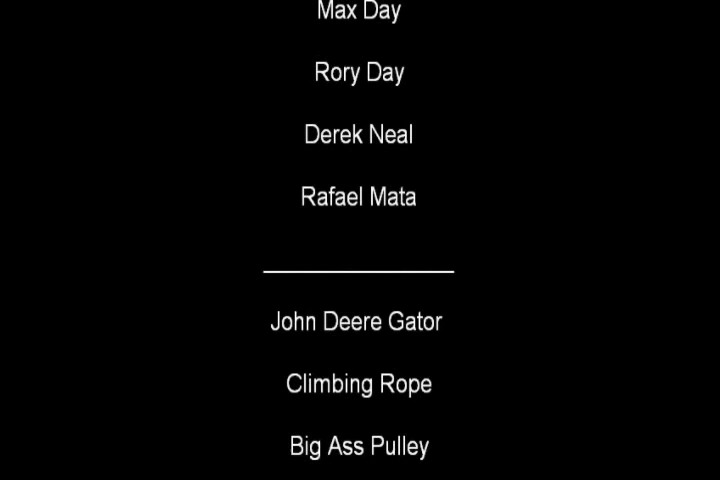 Max Day
Rory Day
Derek Neal
Rafael Mata
John Deere Gator
Climbing Rope
Big Ass Pulley